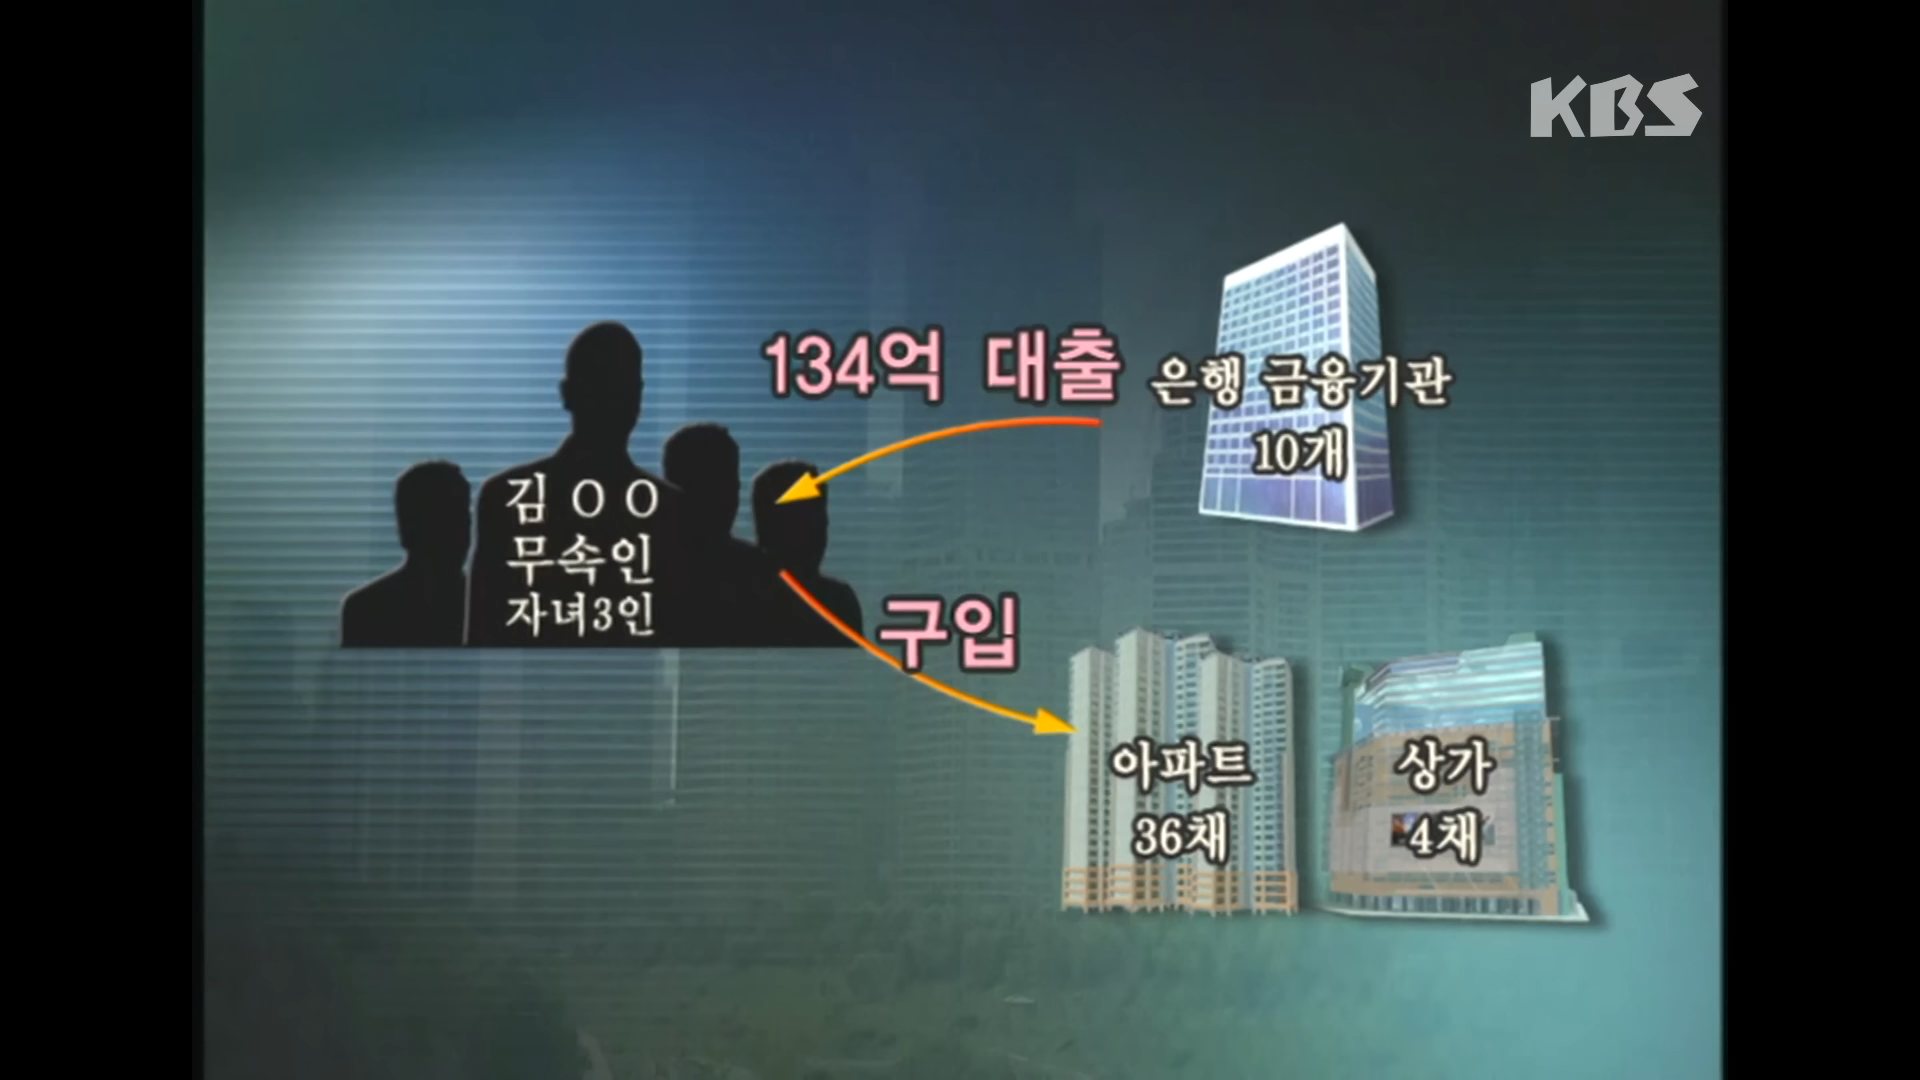 KBS
134억 대출
은행 금융기관
10개
김 O O
무속인
자녀3인
구입
아파트
36채
상가
4채